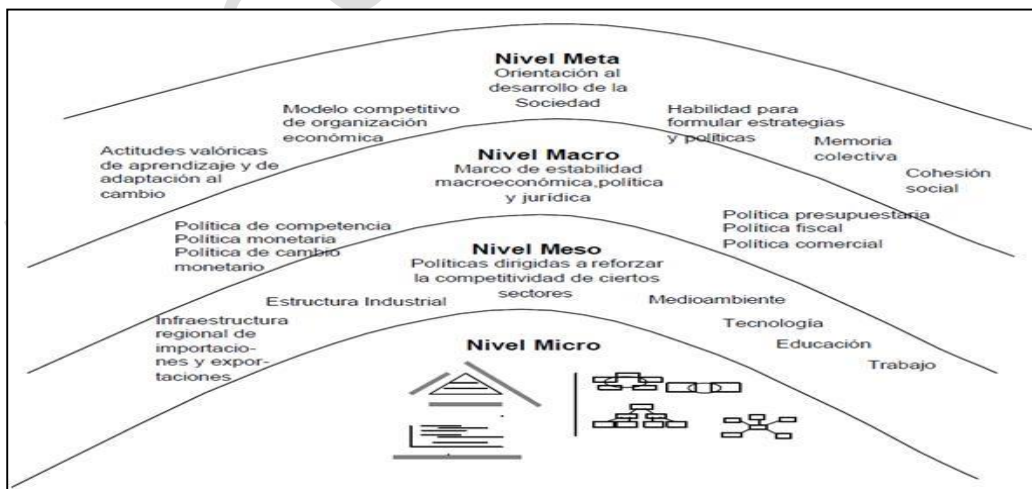 Nivel Meta
Orientación al
desarrollo de la
Sociedad
Modelo competitivo
de organización
económica
Habilidad para
formular estrategias
y políticas
Actitudes valóricas
de aprendizaje y de
adaptación al
cambio
Memoria
colectiva
Cohesión
social
Nivel Macro
Marco de estabilidad
macroeconómica,política
y jurídica
Política de competencia
Política monetaria
Política de cambio
monetario
Política presupuestaria
Política fiscal
Política comercial
Nivel Meso
Políticas dirigidas a reforzar
la competitividad de ciertos
sectores
Estructura Industrial
Medioambiente
Infraestructura
regional de
importacio-
nes y expor-
taciones
Tecnología
Educación
Trabajo
Nivel Micro